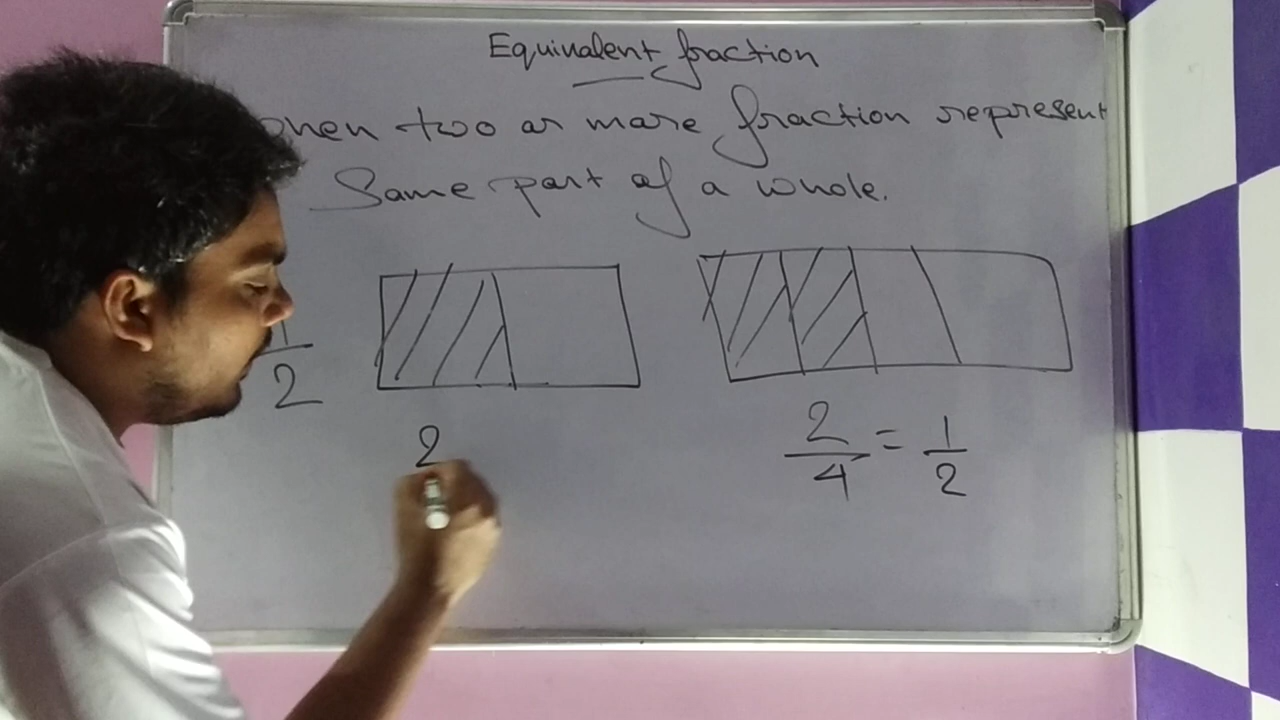 Equivalent fraction
when two or more fraction represent
Same part of a whole.
1/2
2
2/4 = 1/2